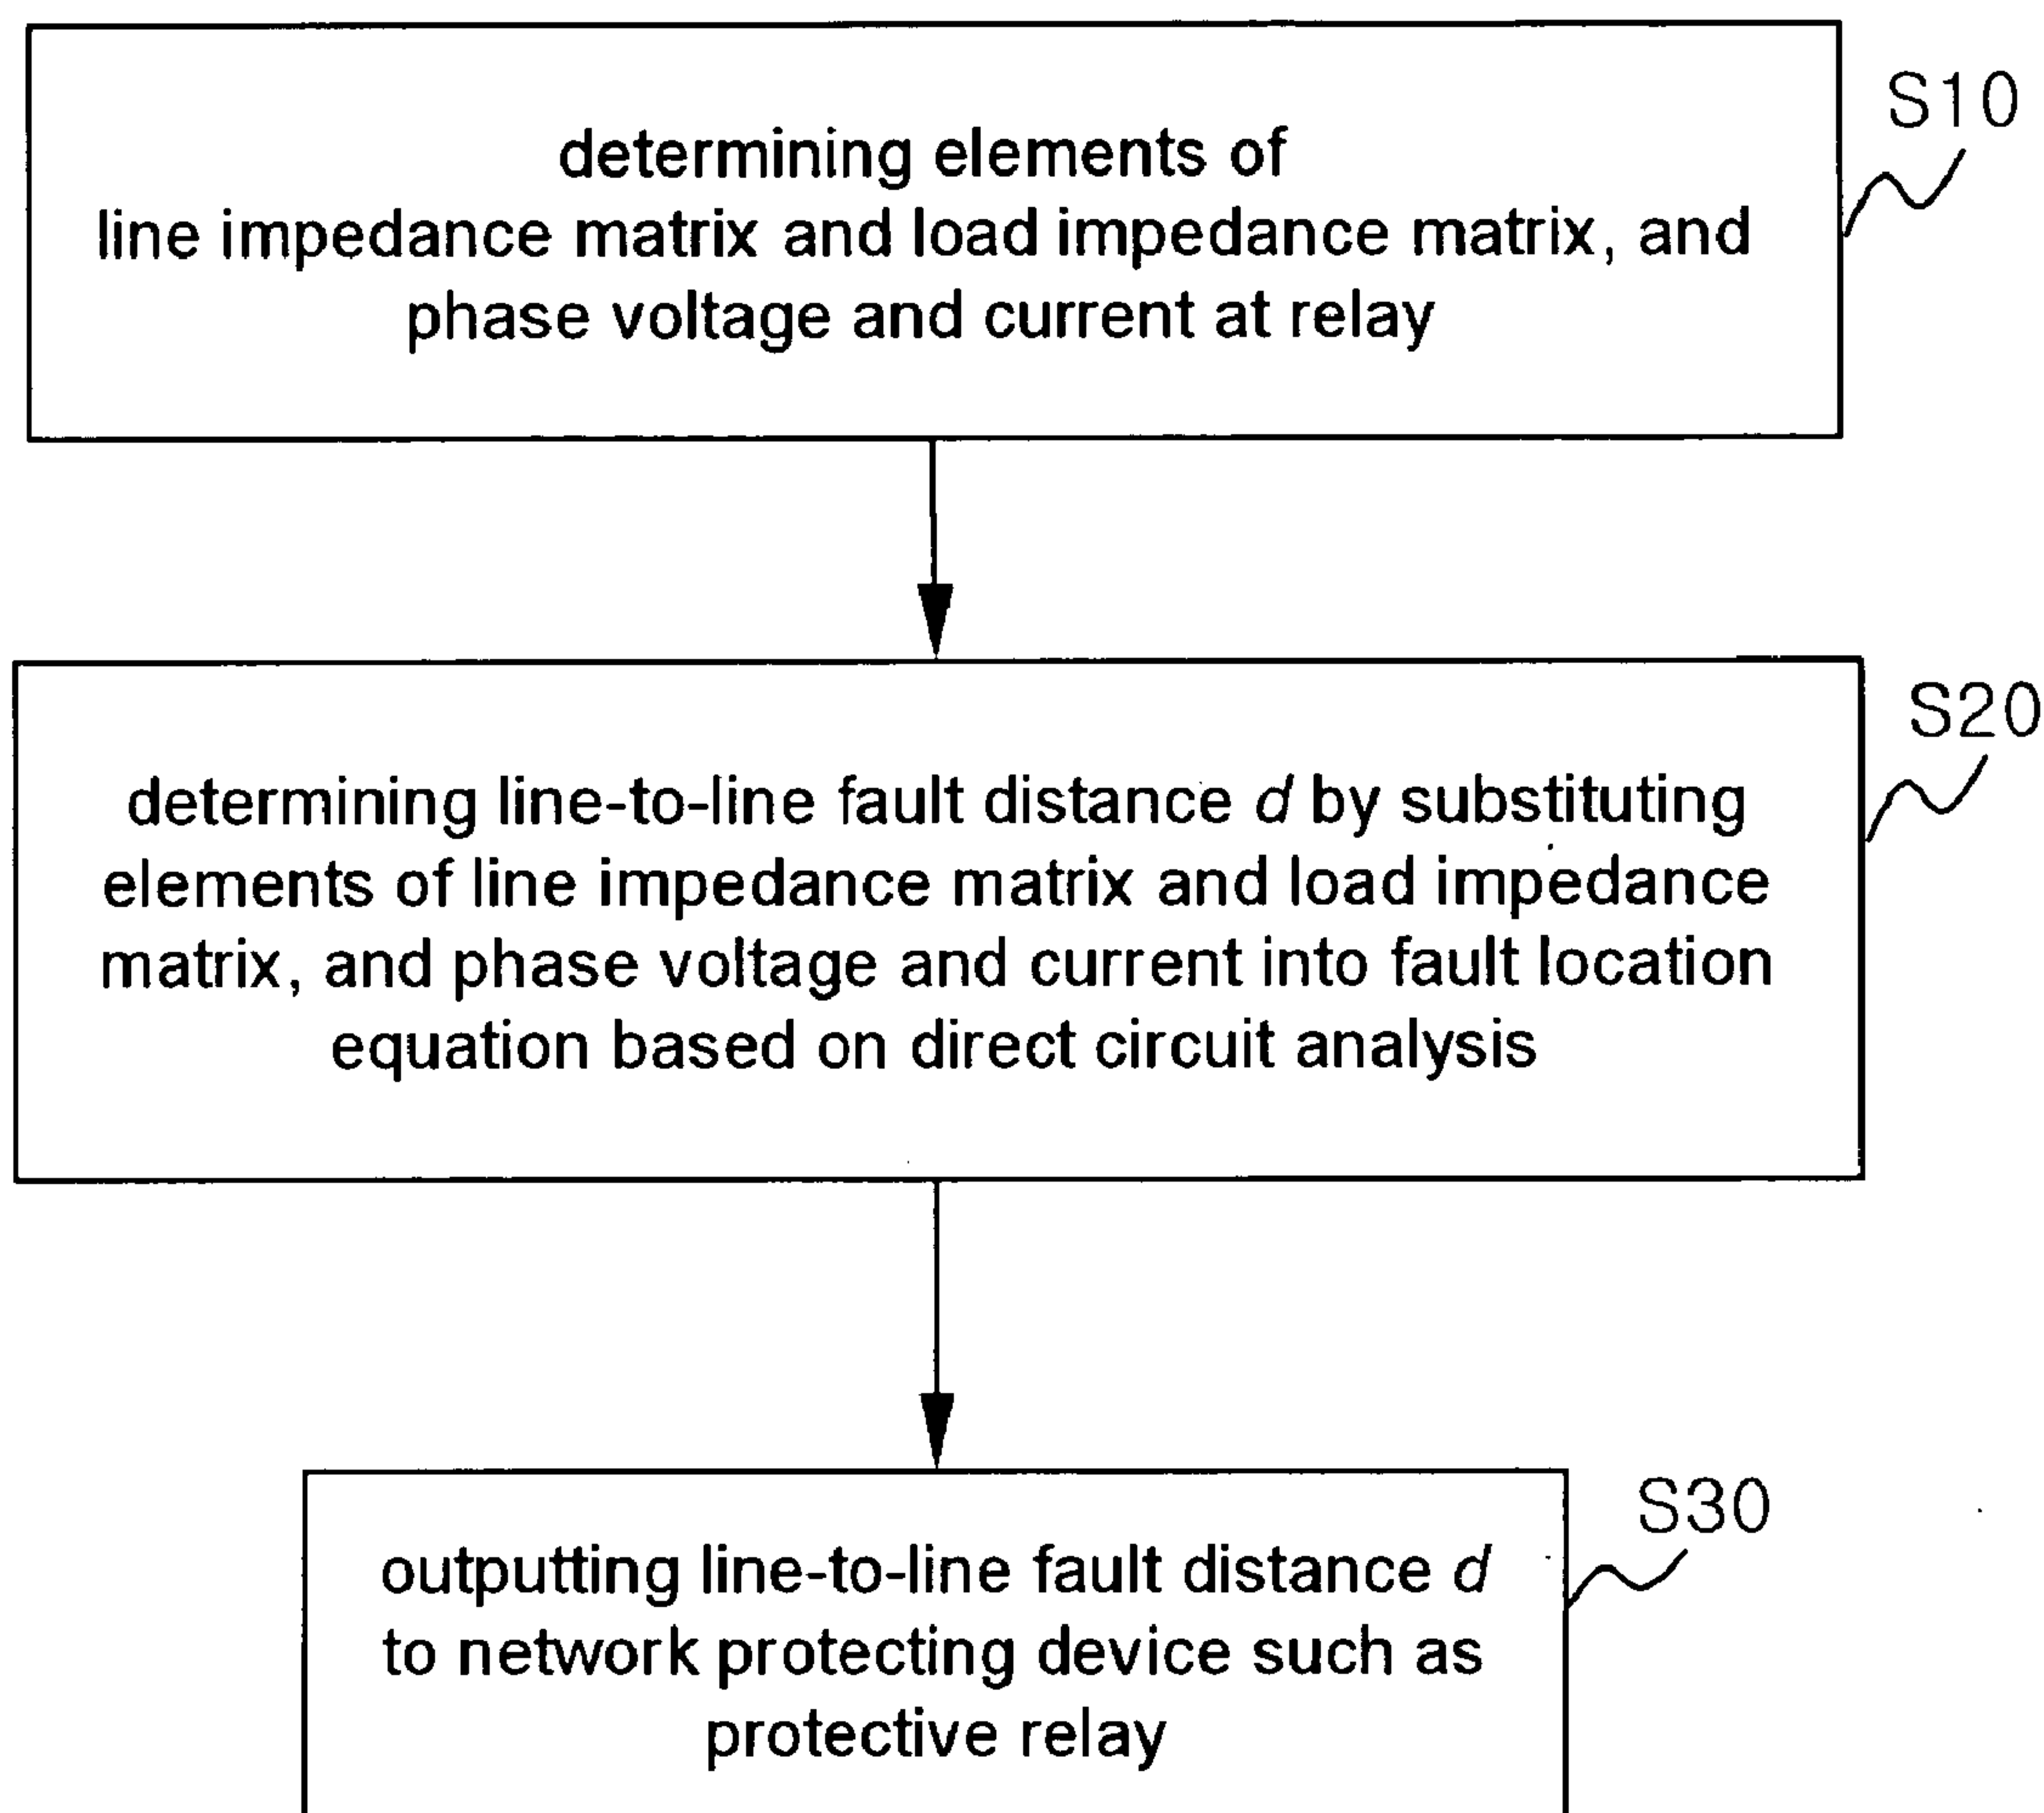 S10
determining elements of
line impedance matrix and load impedance matrix, and
phase voltage and current at relay
S20
determining line-to-line fault distance d by substituting
elements of line impedance matrix and load impedance
matrix, and phase voltage and current into fault location
equation based on direct circuit analysis
S30
outputting line-to-line fault distance d
to network protecting device such as
protective relay